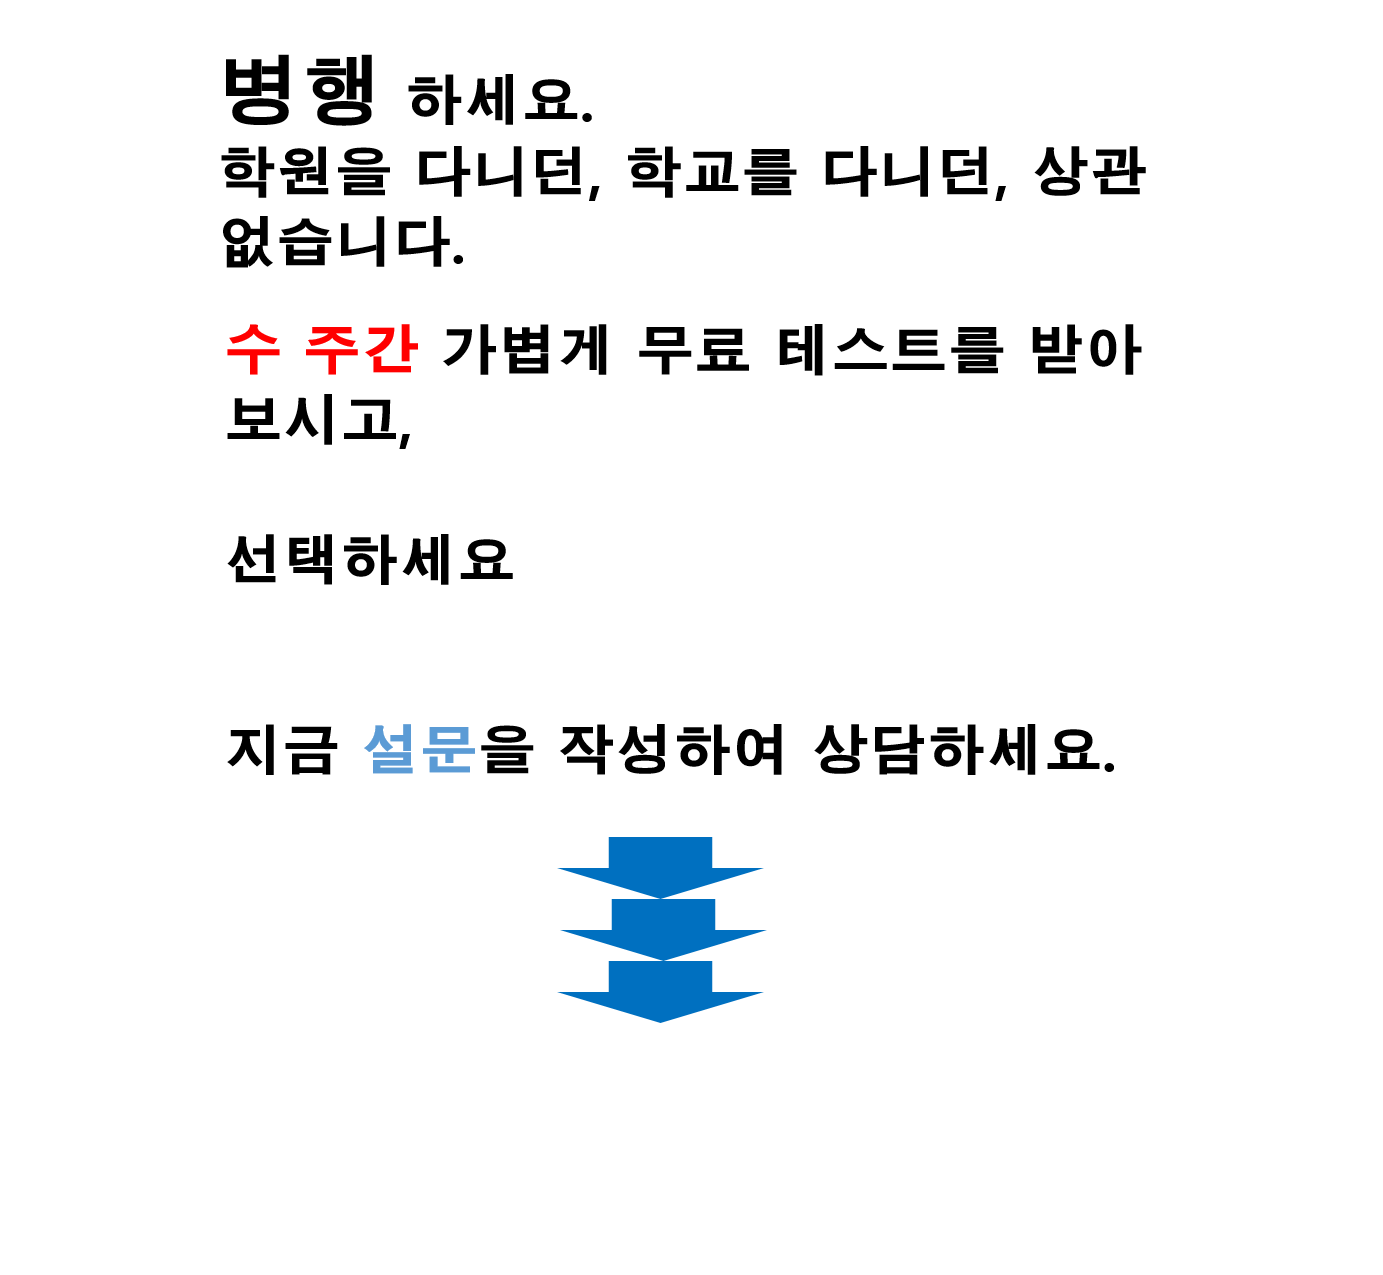 병행 하세요.
학원을 다니던, 학교를 다니던, 상관
없습니다.
수 주간 가볍게 무료 테스트를 받아
보시고,
선택하세요
지금 설문을 작성하여 상담하세요.